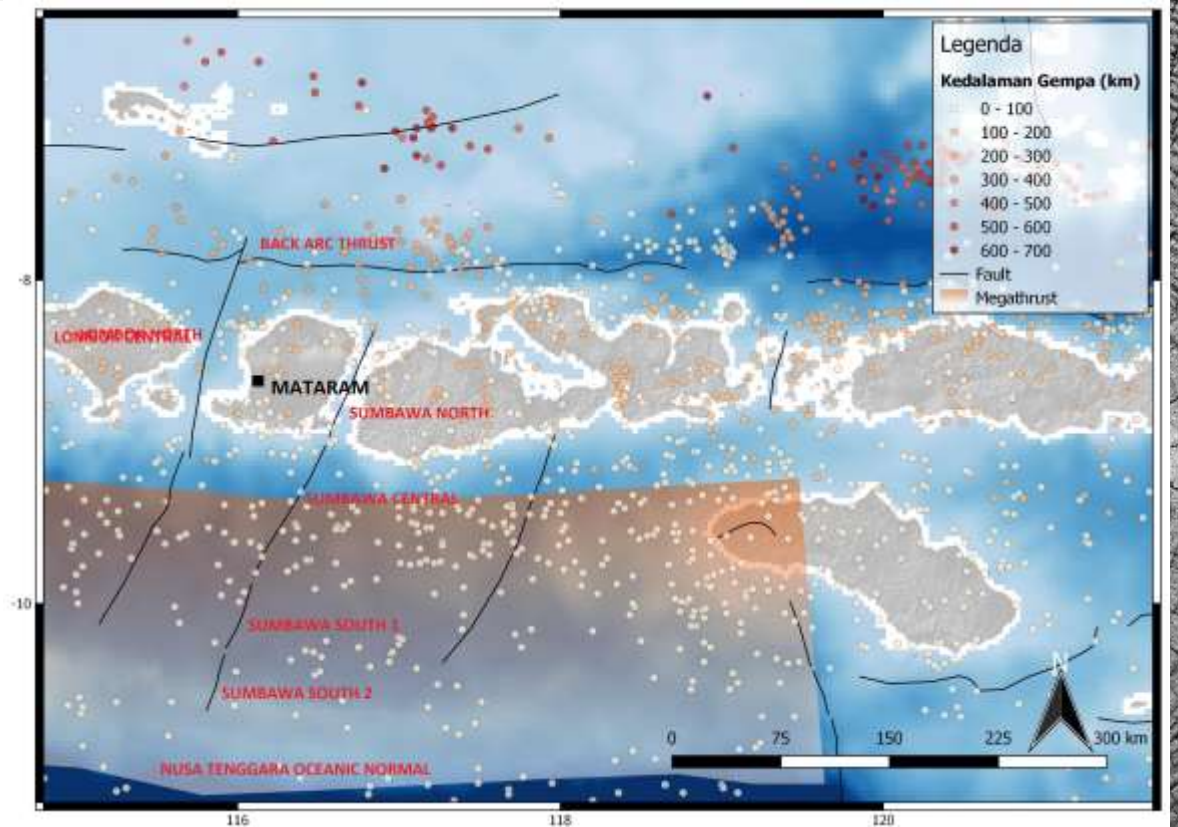 Legenda
Kedalaman Gempa (km)
0 - 100
100 - 200
200 - 300
300 - 400
400 - 500
500 - 600
600 - 700
Fault
Megathrust
BACK ARC THRUST
-8
MATARAM
SUMBAWA NORTH
SUMBAWA CENTRAL
-10
SUMBAWA SOUTH 1
SUMBAWA SOUTH 2
N
0 75 150 225 300 km
NUSA TENGGARA OCEANIC NORMAL
116 118 120